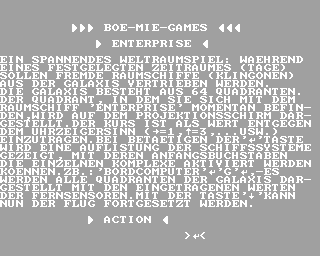 ►►► BOE-MIE-GAMES ◄◄◄
► ENTERPRISE ◄
EIN SPANNENDES WELTRAUMSPIEL: WAEHREND
EINES FESTGELEGTEN ZEITRAUMES (TAGE)
SOLLEN FREMDE RAUMSCHIFFE (KLINGONEN)
AUS DER GALAXIS VERTRIEBEN WERDEN.
DIE GALAXIS BESTEHT AUS 64 QUADRANTEN.
DER QUADRANT, IN DEM SIE SICH MIT DEM
RAUMSCHIFF 'ENTERPRISE' MOMENTAN BEFIN-
DEN,WIRD AUF DEM PROJEKTIONSSCHIRM DAR-
GESTELLT.DER KURS IST ALS WERT ENTGEGEN
DEM UHRZEIGERSINN (→=1,↑=3,...,USW.)
EINZUTRAGEN.BEI BETAETIGEN DER'↵'TASTE
WIRD EINE AUFLISTUNG DER SCHIFFSSYSTEME
GEZEIGT,MIT DEREN ANFANGSBUCHSTABEN
DIE EINZELNEN KOMPLEXE AKTIVIERT WERDEN
KOENNEN,ZB.:'BORDCOMPUTER'↵'G'↵.-ES
WERDEN ALLE QUADRANTEN DER GALAXIS DAR-
GESTELLT MIT DEN EINGETRAGENEN WERTEN
DER FERNSENSOREN.MIT DER TASTE'↓'KANN
NUN DER FLUG FORTGESETZT WERDEN.
► ACTION ◄
>↵<